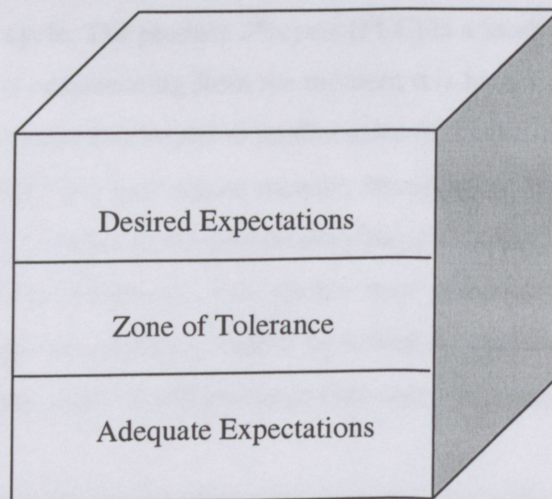 Desired Expectations
Zone of Tolerance
Adequate Expectations